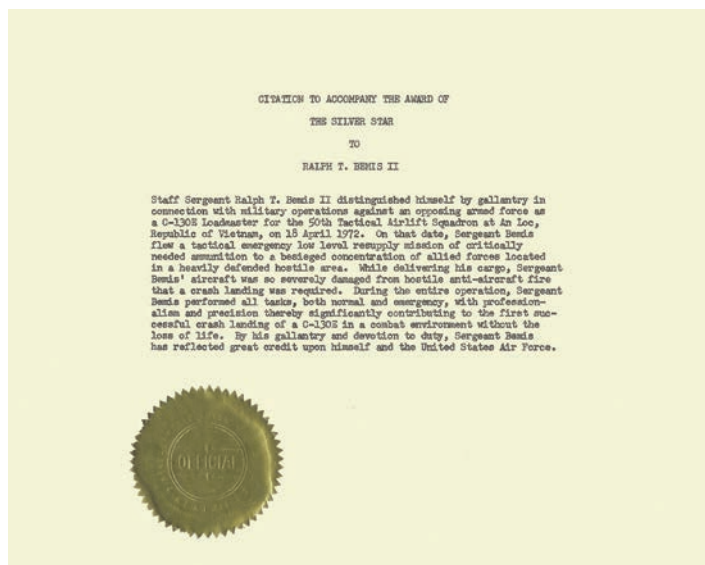 CITATION TO ACCOMPANY THE AWARD OF
THE SILVER STAR
TO
RALPH T. BEMIS II
Staff Sergeant Ralph T. Bemis II distinguished himself by gallantry in
connection with military operations against an opposing armed force as
a C-130E Loadmaster for the 50th Tactical Airlift Squadron at An Loc,
Republic of Vietnam, on 18 April 1972. On that date, Sergeant Bemis
flew a tactical emergency low level resupply mission of critically
needed ammunition to a besieged concentration of allied forces located
in a heavily defended hostile area. While delivering his cargo, Sergeant
Bemis' aircraft was so severely damaged from hostile anti-aircraft fire
that a crash landing was required. During the entire operation, Sergeant
Bemis performed all tasks, both normal and emergency, with profession-
alism and precision thereby significantly contributing to the first suc-
cessful crash landing of a C-130E in a combat environment without the
loss of life. By his gallantry and devotion to duty, Sergeant Bemis
has reflected great credit upon himself and the United States Air Force.
OFFICIAL